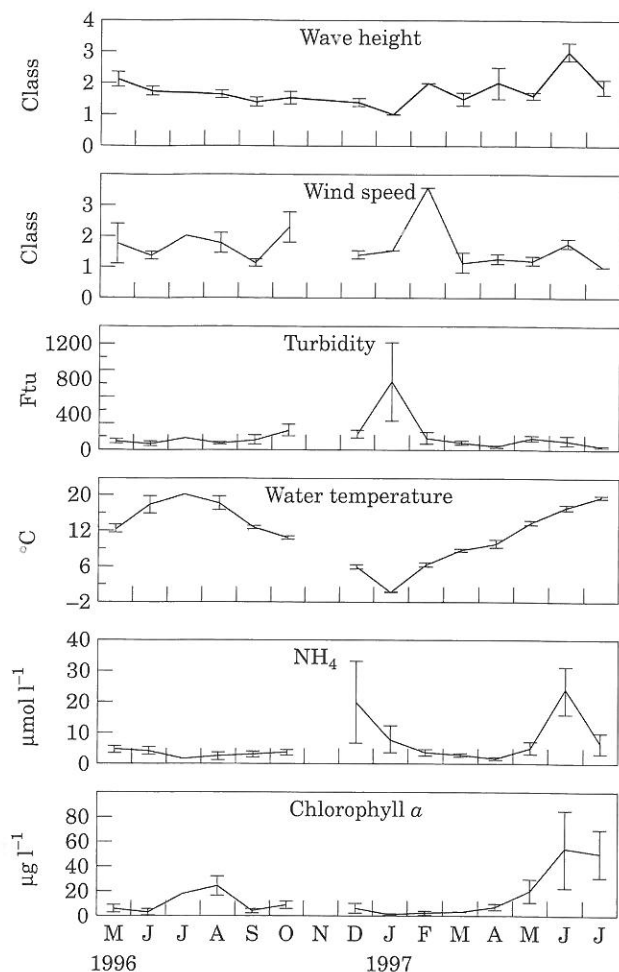 Wave height
Class
4
3
2
1
0
Wind speed
Class
3
2
1
0
Turbidity
Ftu
1200
800
400
0
Water temperature
°C
20
12
6
−2
NH₄
µmol l⁻¹
40
30
20
10
0
Chlorophyll a
µg l⁻¹
80
60
40
20
0
M J J A S O N D J F M A M J J
1996 1997